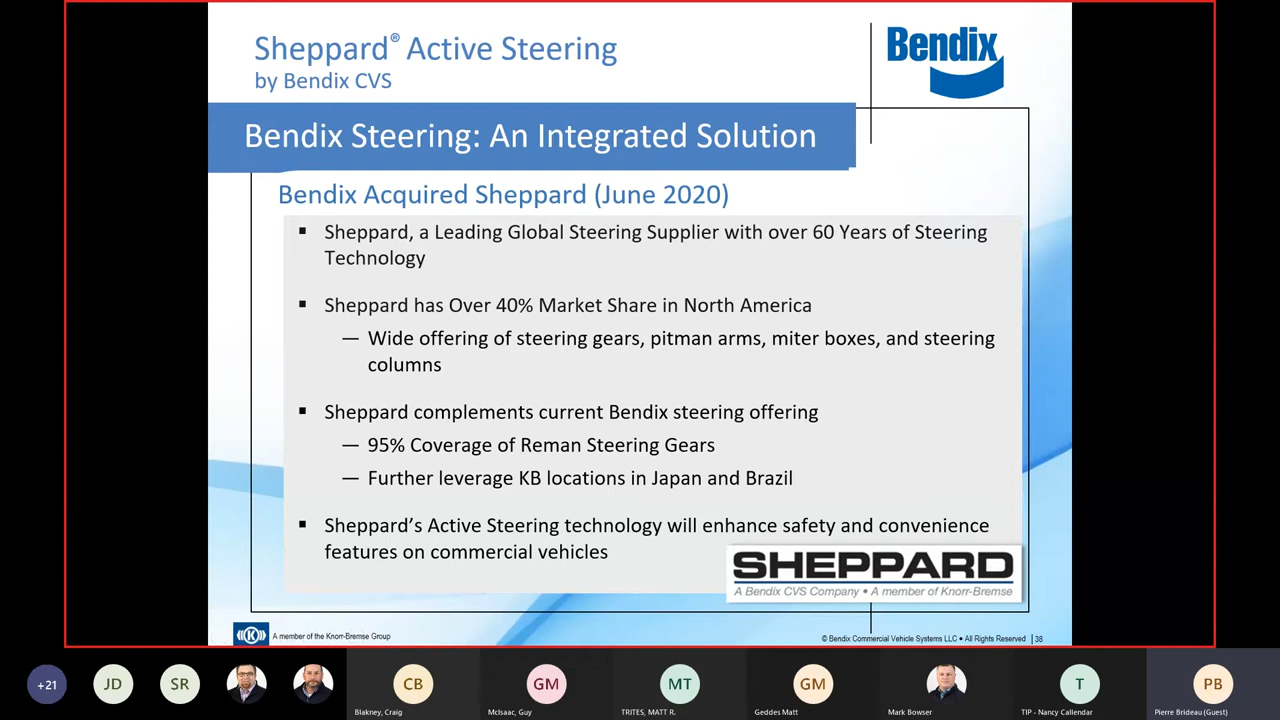 Sheppard® Active Steering
by Bendix CVS
Bendix
Bendix Steering: An Integrated Solution
Bendix Acquired Sheppard (June 2020)
▪ Sheppard, a Leading Global Steering Supplier with over 60 Years of Steering
Technology
▪ Sheppard has Over 40% Market Share in North America
— Wide offering of steering gears, pitman arms, miter boxes, and steering
columns
▪ Sheppard complements current Bendix steering offering
— 95% Coverage of Reman Steering Gears
— Further leverage KB locations in Japan and Brazil
▪ Sheppard’s Active Steering technology will enhance safety and convenience
features on commercial vehicles
SHEPPARD
A Bendix CVS Company • A member of Knorr-Bremse
K
A member of the Knorr-Bremse Group
© Bendix Commercial Vehicle Systems LLC • All Rights Reserved | 38
+21
JD
SR
CB
Blakney, Craig
GM
McIsaac, Guy
MT
TRITES, MATT R.
GM
Geddes Matt
Mark Bowser
T
TIP - Nancy Callendar
PB
Pierre Brideau (Guest)